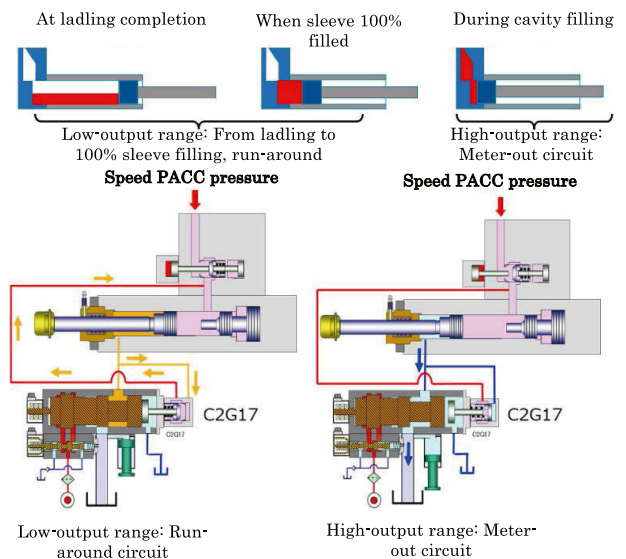 At ladling completion
When sleeve 100%
filled
During cavity filling
Low-output range: From ladling to
100% sleeve filling, run-around
High-output range:
Meter-out circuit
Speed PACC pressure
Speed PACC pressure
C2G17
C2G17
C2G17
C2G17
Low-output range: Run-
around circuit
High-output range: Meter-
out circuit